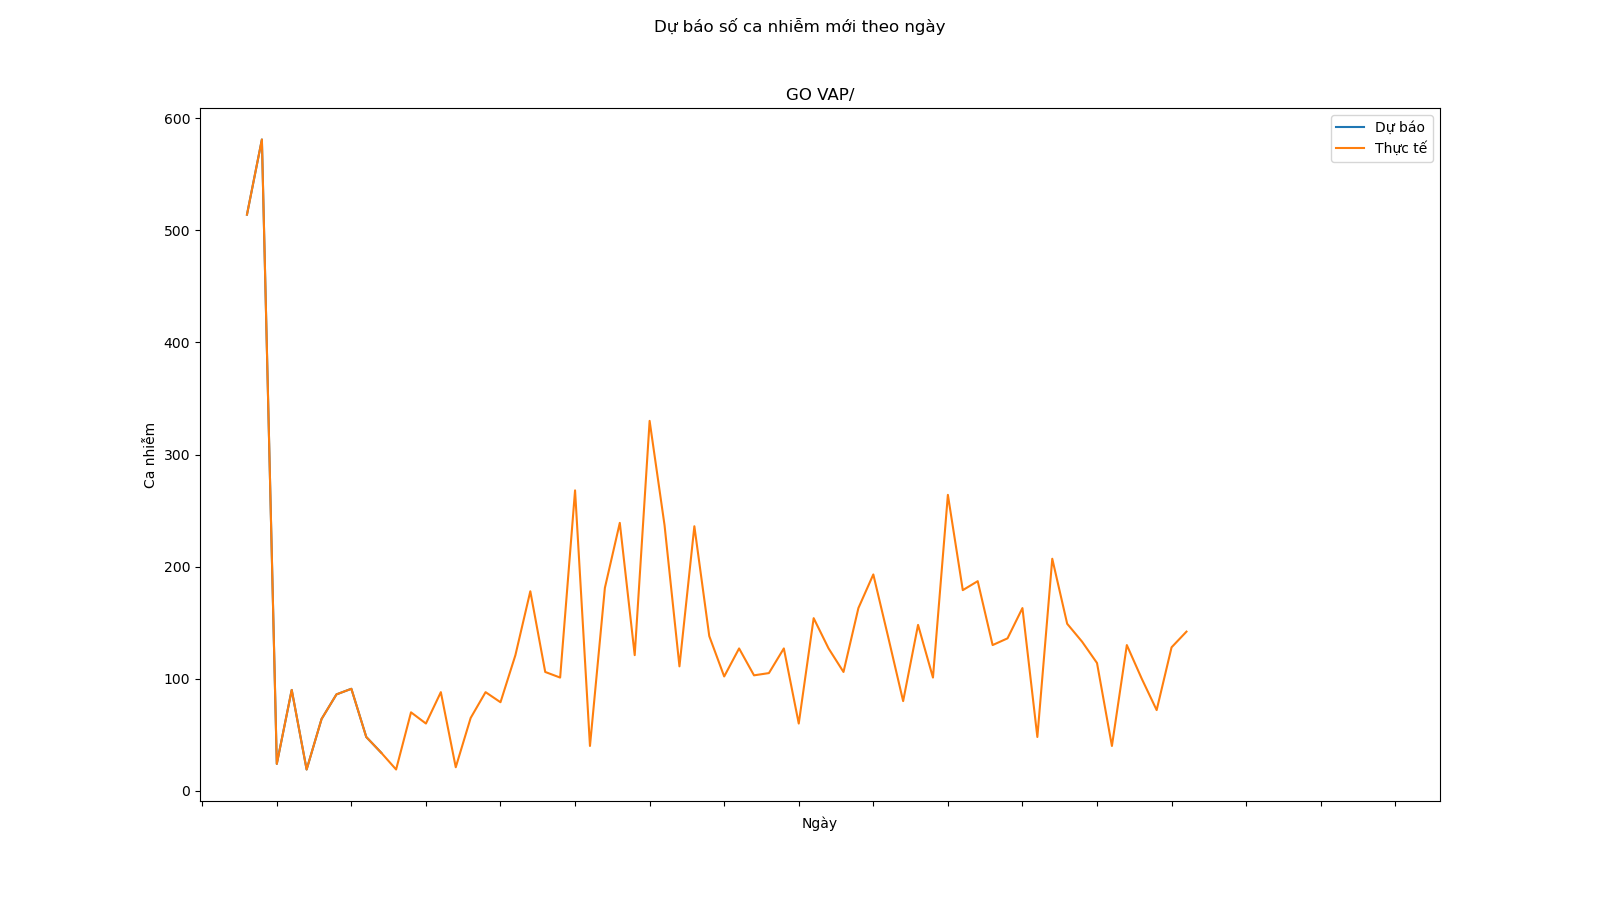 Dự báo số ca nhiễm mới theo ngày
GO VAP/
Dự báo
Thực tế
600
500
400
300
200
100
0
Ca nhiễm
Ngày